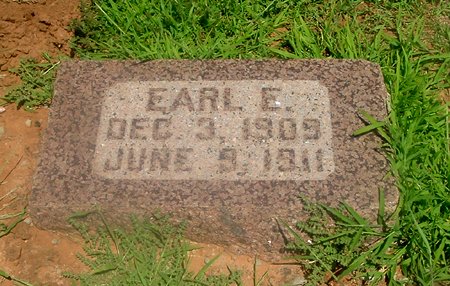 EARL E.
DEC. 3, 1909
JUNE 9, 1911